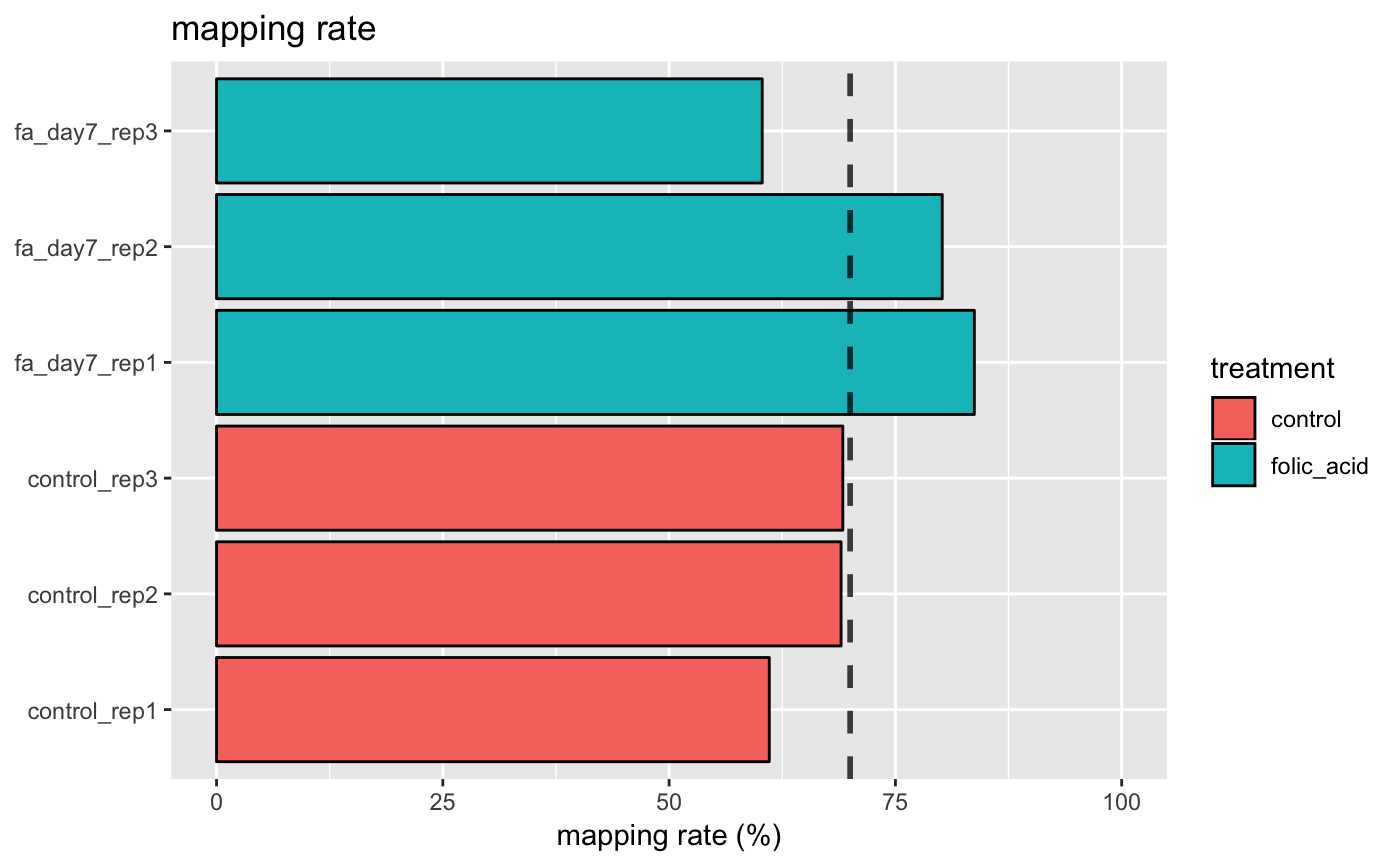 mapping rate
fa_day7_rep3
fa_day7_rep2
fa_day7_rep1
control_rep3
control_rep2
control_rep1
0 25 50 75 100
mapping rate (%)
treatment
control
folic_acid